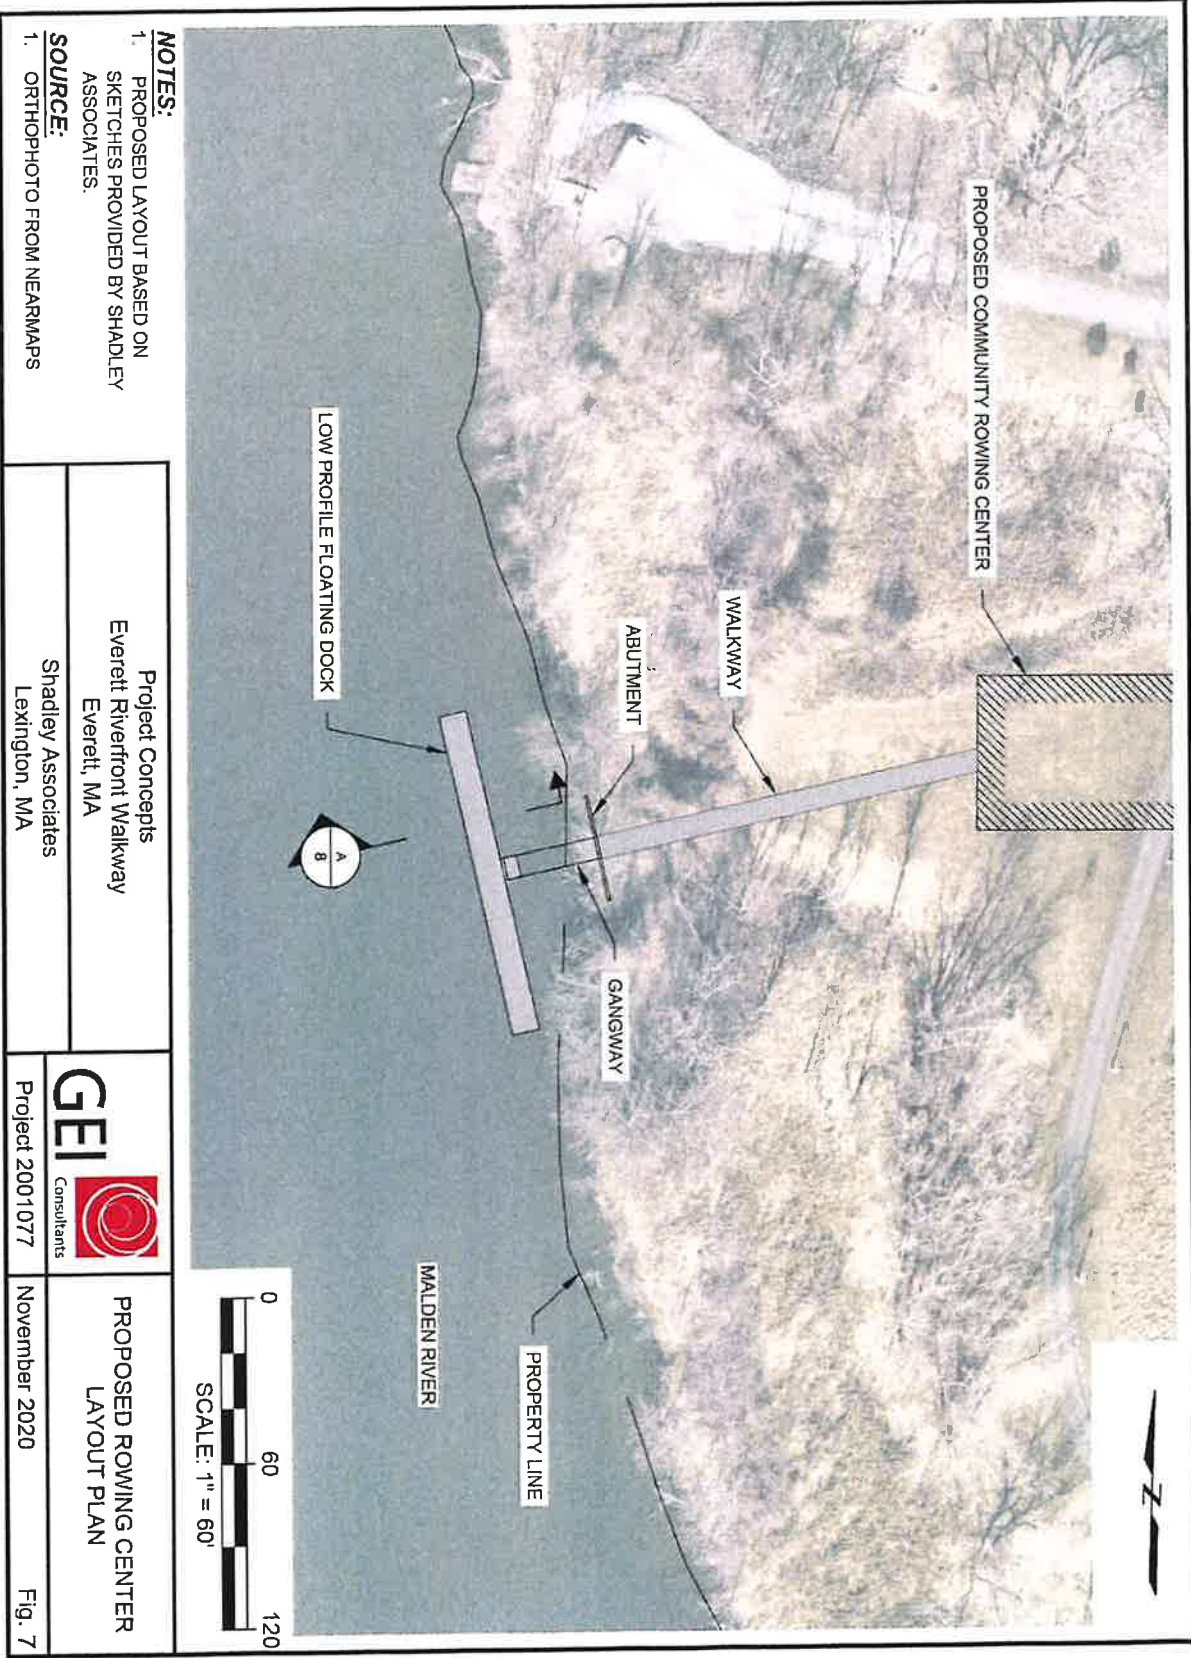 PROPOSED COMMUNITY ROWING CENTER
WALKWAY
ABUTMENT
LOW PROFILE FLOATING DOCK
A
8
GANGWAY
PROPERTY LINE
MALDEN RIVER
Z
0
60
120
SCALE: 1" = 60'
NOTES:
1. PROPOSED LAYOUT BASED ON
SKETCHES PROVIDED BY SHADLEY
ASSOCIATES.
SOURCE:
1. ORTHOPHOTO FROM NEARMAPS
Project Concepts
Everett Riverfront Walkway
Everett, MA
Shadley Associates
Lexington, MA
GEI
Consultants
Project 2001077
PROPOSED ROWING CENTER
LAYOUT PLAN
November 2020
Fig. 7